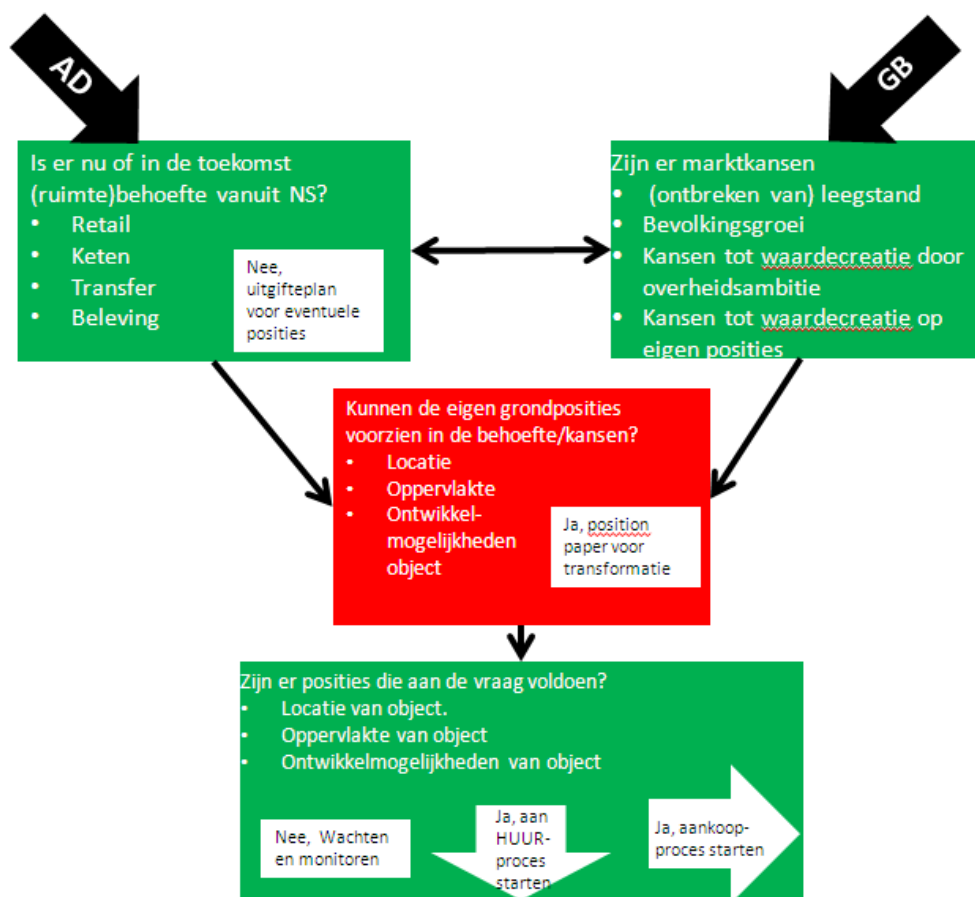 AD
GB
Is er nu of in de toekomst
(ruimte)behoefte vanuit NS?
• Retail
• Keten
• Transfer
• Beleving
Nee,
uitgifteplan
voor eventuele
posities
Zijn er marktkansen
• (ontbreken van) leegstand
• Bevolkingsgroei
• Kansen tot waardecreatie door
overheidsambitie
• Kansen tot waardecreatie op
eigen posities
Kunnen de eigen grondposities
voorzien in de behoefte/kansen?
• Locatie
• Oppervlakte
• Ontwikkel-
mogelijkheden
object
Ja, position
paper voor
transformatie
Zijn er posities die aan de vraag voldoen?
• Locatie van object.
• Oppervlakte van object
• Ontwikkelmogelijkheden van object
Nee, Wachten
en monitoren
Ja, aan
HUUR-
proces
starten
Ja, aankoop-
proces starten